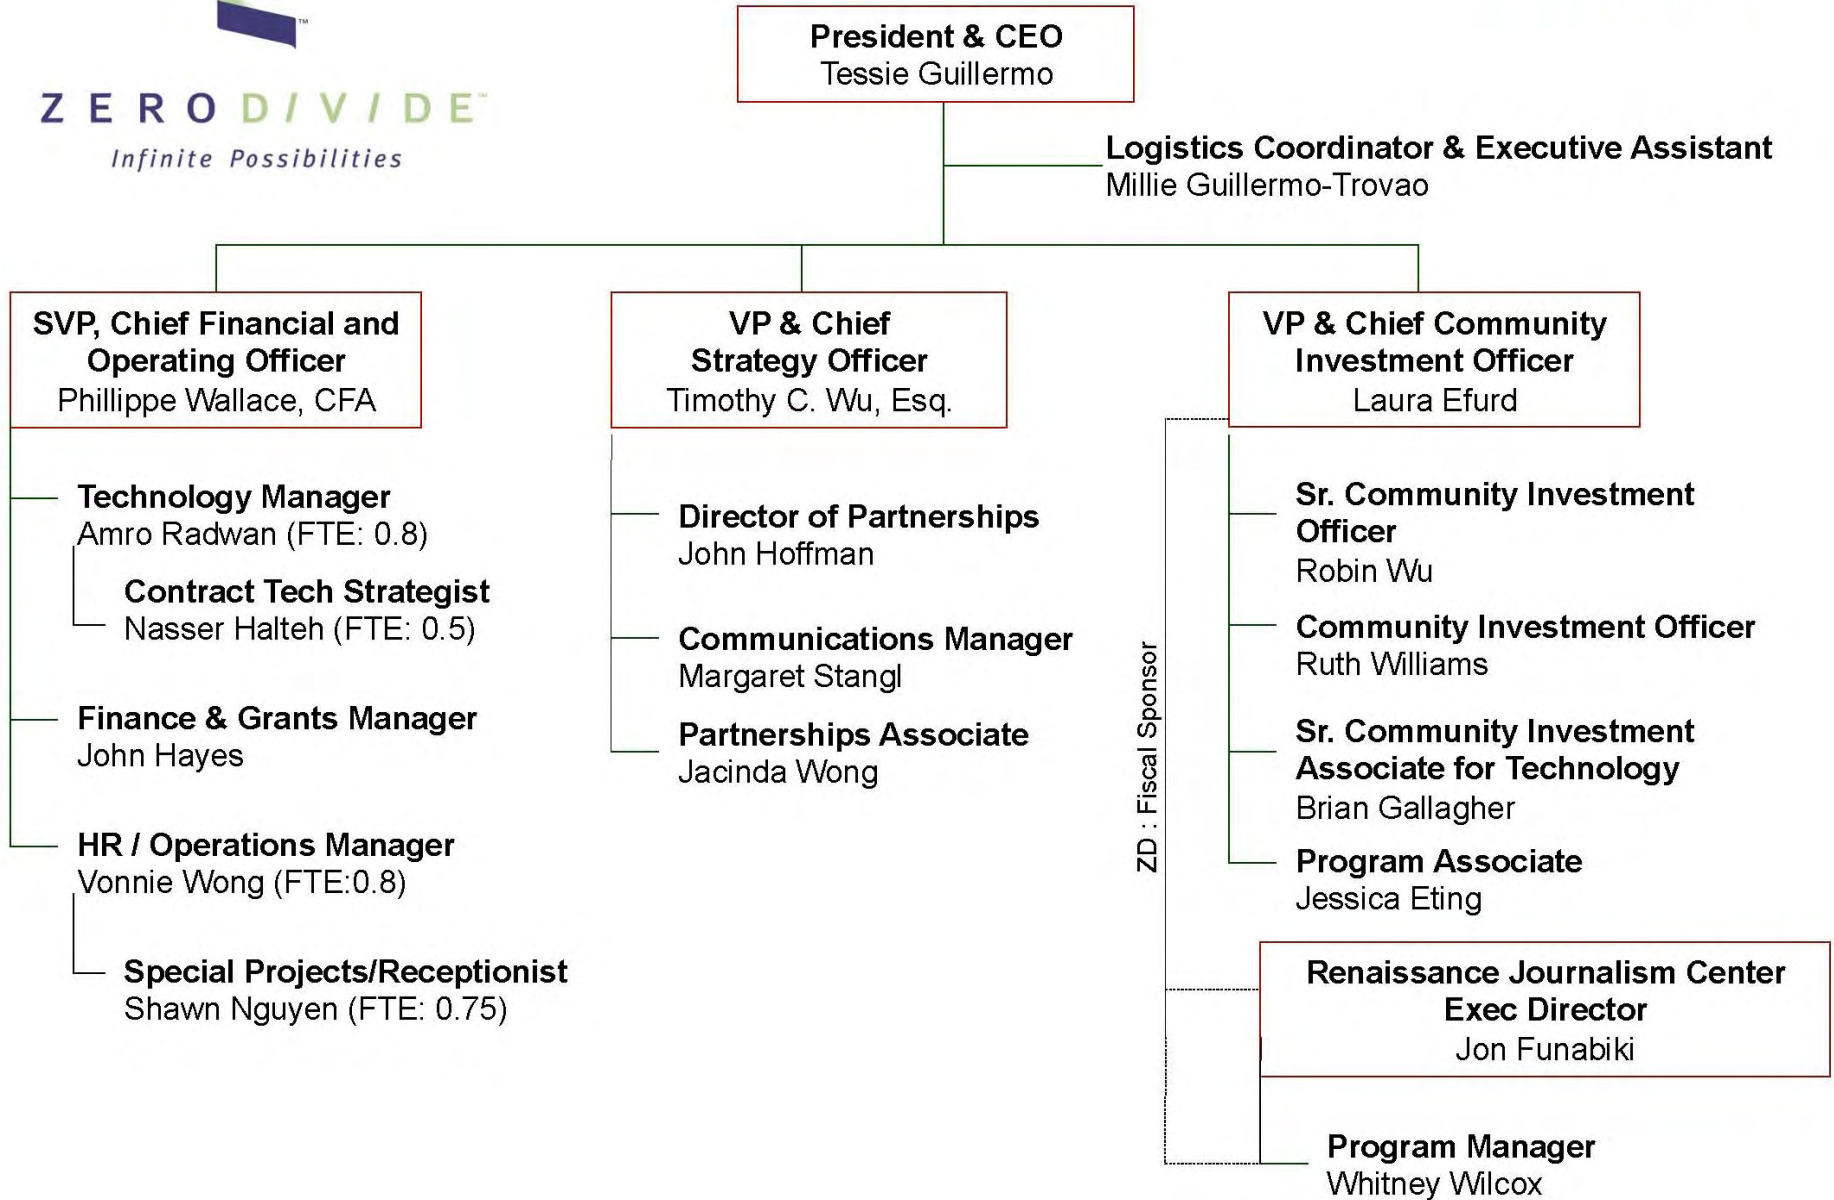 ™
ZERODIVIDE™
Infinite Possibilities
President & CEO
Tessie Guillermo
Logistics Coordinator & Executive Assistant
Millie Guillermo-Trovao
SVP, Chief Financial and
Operating Officer
Phillippe Wallace, CFA
Technology Manager
Amro Radwan (FTE: 0.8)
Contract Tech Strategist
Nasser Halteh (FTE: 0.5)
Finance & Grants Manager
John Hayes
HR / Operations Manager
Vonnie Wong (FTE:0.8)
Special Projects/Receptionist
Shawn Nguyen (FTE: 0.75)
VP & Chief
Strategy Officer
Timothy C. Wu, Esq.
Director of Partnerships
John Hoffman
Communications Manager
Margaret Stangl
Partnerships Associate
Jacinda Wong
VP & Chief Community
Investment Officer
Laura Efurd
ZD : Fiscal Sponsor
Sr. Community Investment
Officer
Robin Wu
Community Investment Officer
Ruth Williams
Sr. Community Investment
Associate for Technology
Brian Gallagher
Program Associate
Jessica Eting
Renaissance Journalism Center
Exec Director
Jon Funabiki
Program Manager
Whitney Wilcox